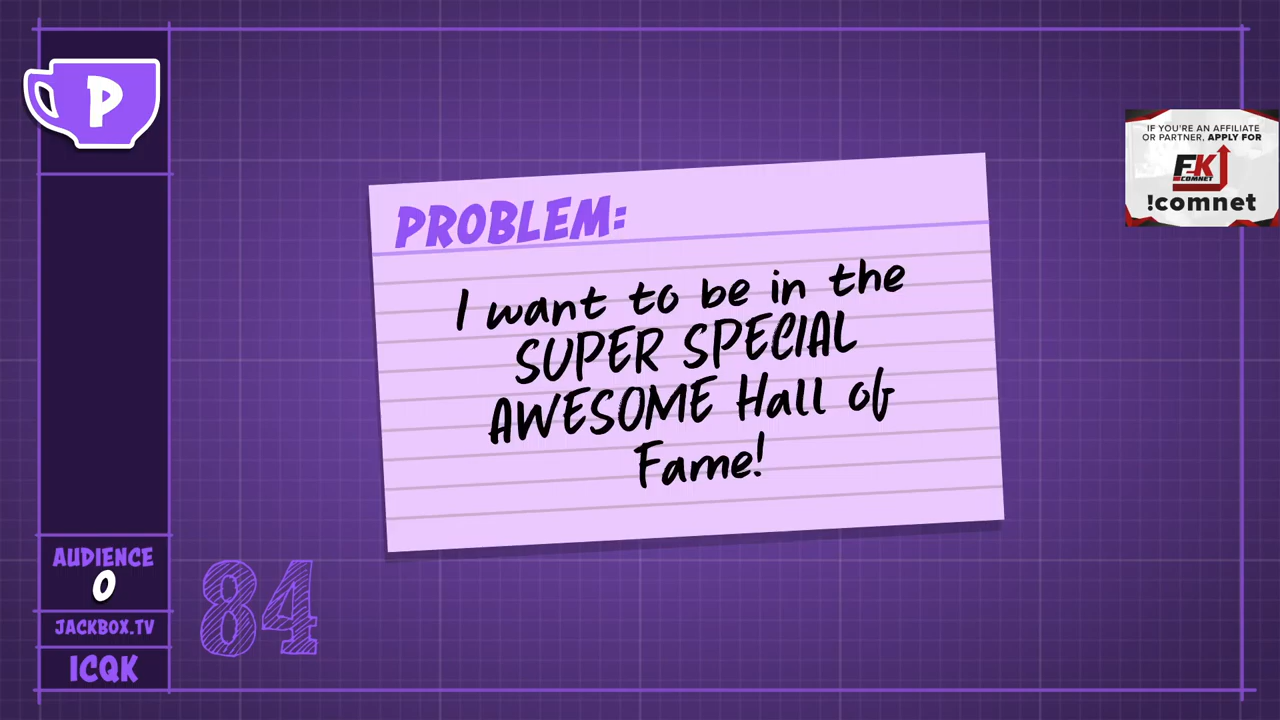 P
PROBLEM:
I want to be in the
SUPER SPECIAL
AWESOME Hall of
Fame!
IF YOU'RE AN AFFILIATE
OR PARTNER, APPLY FOR
FK
COMNET
!comnet
AUDIENCE
0
JACKBOX.TV
ICQK
84